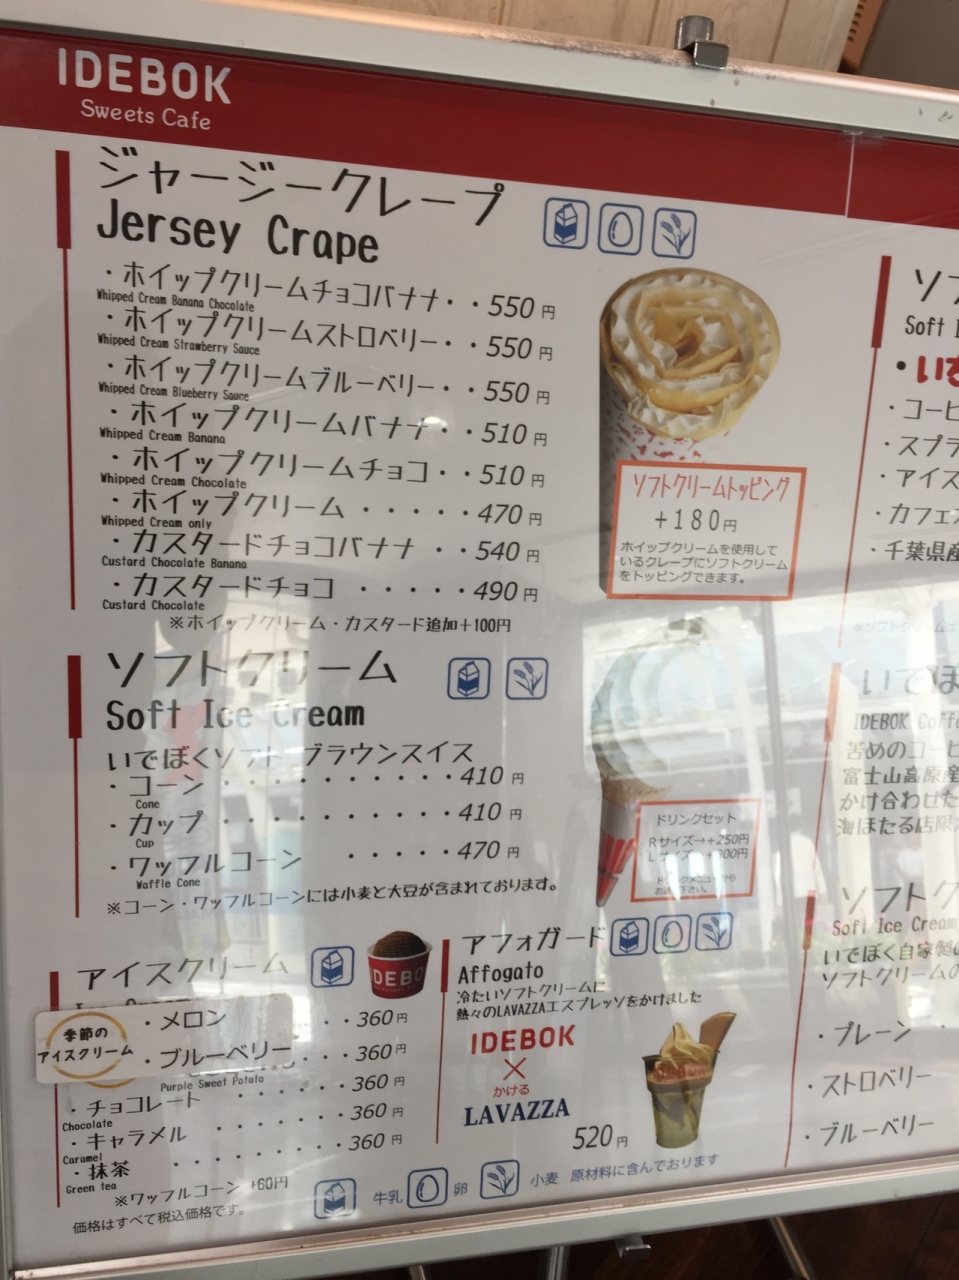 IDEBOK
Sweets Cafe
ジャージークレープ
Jersey Crape
・ホイップクリームチョコバナナ・・550円
Whipped Cream Banana Chocolate
・ホイップクリームストロベリー・・550円
Whipped Cream Strawberry Sauce
・ホイップクリームブルーベリー・・550円
Whipped Cream Blueberry Sauce
・ホイップクリームバナナ・・510円
Whipped Cream Banana
・ホイップクリームチョコ・・510円
Whipped Cream Chocolate
・ホイップクリーム・・・・・470円
Whipped Cream only
・カスタードチョコバナナ・・540円
Custard Chocolate Banana
・カスタードチョコ・・・・・490円
Custard Chocolate
※ホイップクリーム・カスタード追加＋100円
ソフトクリームトッピング
+180円
ホイップクリームを使用して
いるクレープにソフトクリーム
をトッピングできます。
ソフトクリーム
Soft Ice Cream
いでぼくソフト ブラウンスイス
・コーン・・・・・・・・・・410円
Cone
・カップ・・・・・・・・・・410円
Cup
・ワッフルコーン・・・・・470円
Waffle Cone
※コーン・ワッフルコーンには小麦と大豆が含まれております。
ドリンクセット
Rサイズ→+250円
アイスクリーム
季節の
アイスクリーム
・メロン・・・360円
・ブルーベリー・・・360円
Purple Sweet Potato
・チョコレート・・・・・・360円
Chocolate
・キャラメル・・・・・・・360円
Caramel
・抹茶・・・・・・・・・360円
Green tea
※ワッフルコーン +60円
価格はすべて税込価格です。
DEBO
アフォガード
Affogato
冷たいソフトクリームに
熱々のLAVAZZAエスプレッソをかけました
IDEBOK
×
かける
LAVAZZA
520円
牛乳 卵 小麦 原材料に含んでおります
ソフ
Soft I
・いで
・コーヒ
・スプラ
・アイス
・カフェ
・千葉県産
いでぼ
IDEBOK Coff
苦めのコーヒ
富士山高原産
かけ合わせた
海ほたる店限
ソフトク
Soft Ice Cream
いでぼく自家製
ソフトクリームの
・プレーン・
・ストロベリー
・ブルーベリー